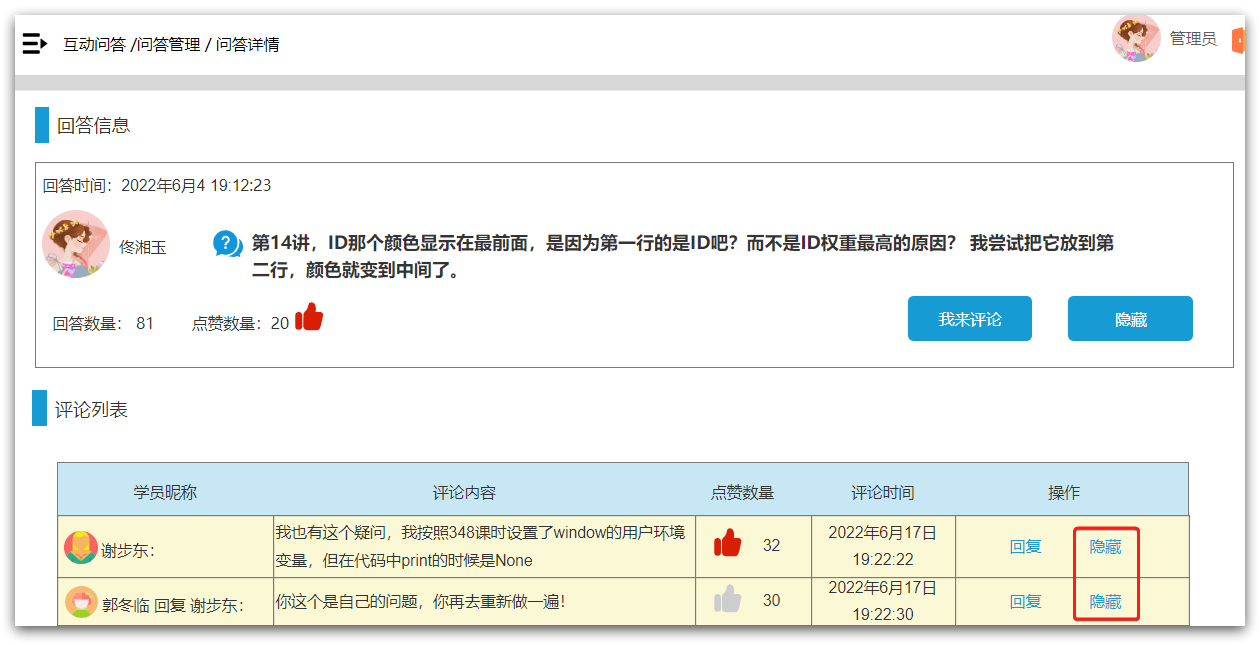 互动问答 /问答管理 / 问答详情
管理员
回答信息
回答时间：2022年6月4 19:12:23
佟湘玉
第14讲，ID那个颜色显示在最前面，是因为第一行的是ID吧？而不是ID权重最高的原因？ 我尝试把它放到第
二行，颜色就变到中间了。
回答数量： 81 点赞数量：20
我来评论 隐藏
评论列表
学员昵称 评论内容 点赞数量 评论时间 操作
谢步东：
我也有这个疑问，我按照348课时设置了window的用户环境
变量，但在代码中print的时候是None
32
2022年6月17日
19:22:22
回复 隐藏
郭冬临 回复 谢步东：
你这个是自己的问题，你再去重新做一遍！
30
2022年6月17日
19:22:30
回复 隐藏